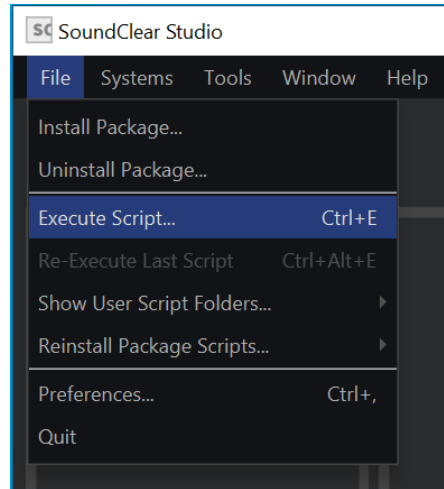 SC SoundClear Studio
File Systems Tools Window Help
Install Package...
Uninstall Package...
Execute Script... Ctrl+E
Re-Execute Last Script Ctrl+Alt+E
Show User Script Folders...
Reinstall Package Scripts...
Preferences... Ctrl+,
Quit